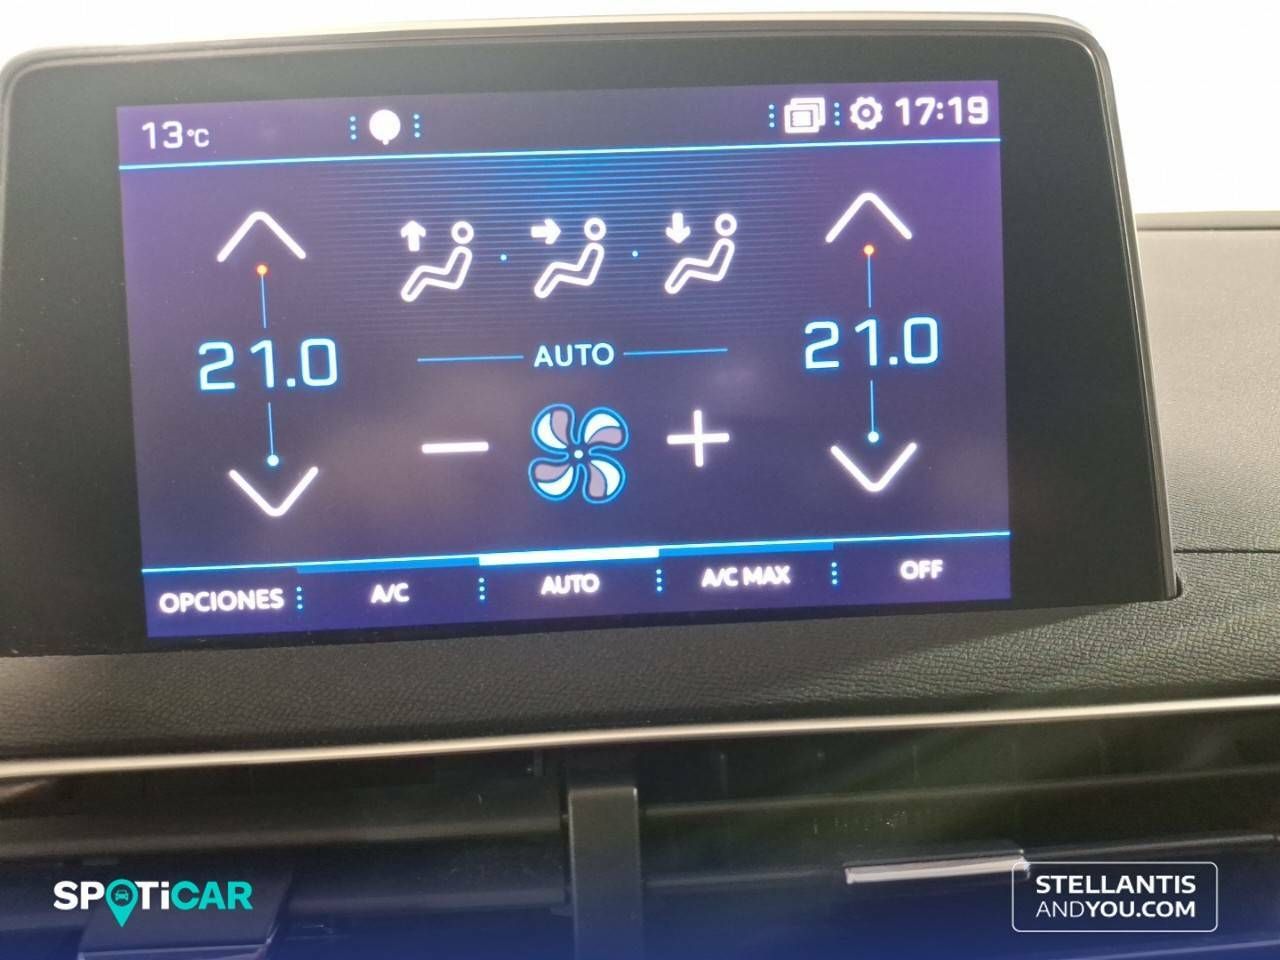 13°C
17:19
21.0
AUTO
21.0
OPCIONES
A/C
AUTO
A/C MAX
OFF
SPOTiCAR
STELLANTIS
ANDYOU.COM